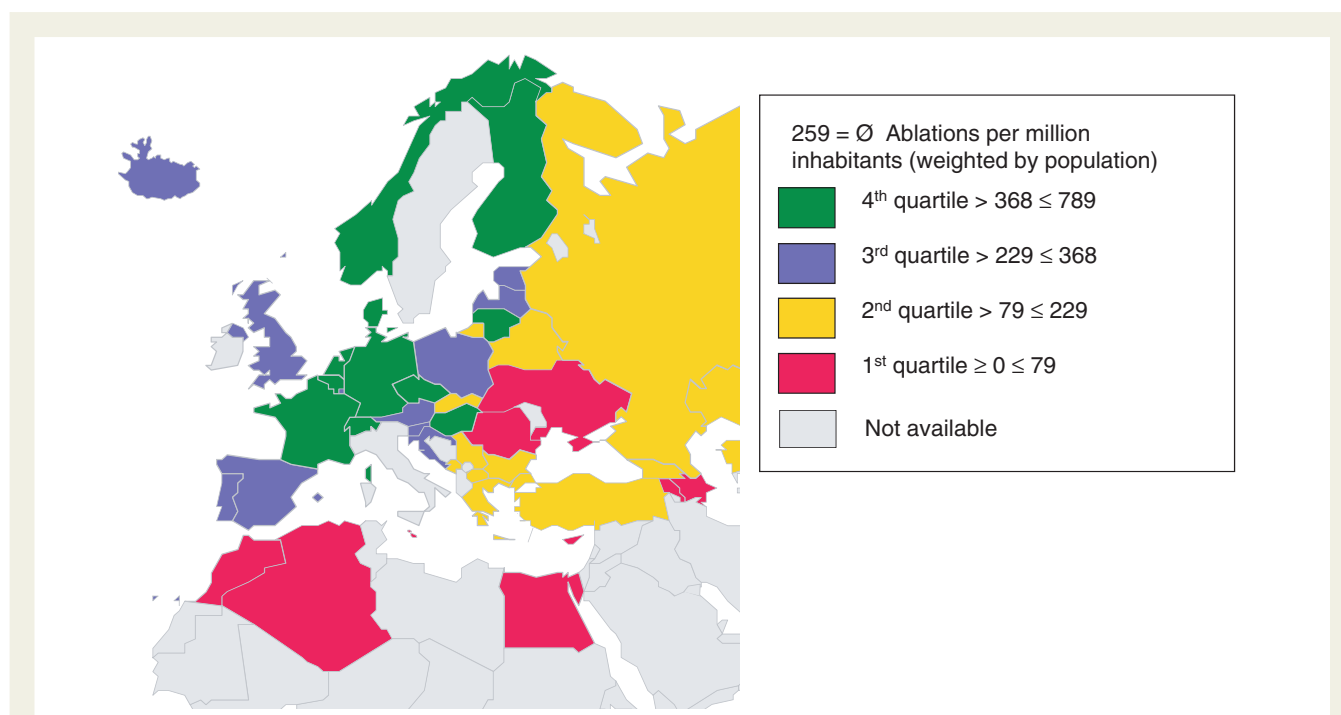 259 = Ø Ablations per million
inhabitants (weighted by population)
4th quartile > 368 ≤ 789
3rd quartile > 229 ≤ 368
2nd quartile > 79 ≤ 229
1st quartile ≥ 0 ≤ 79
Not available